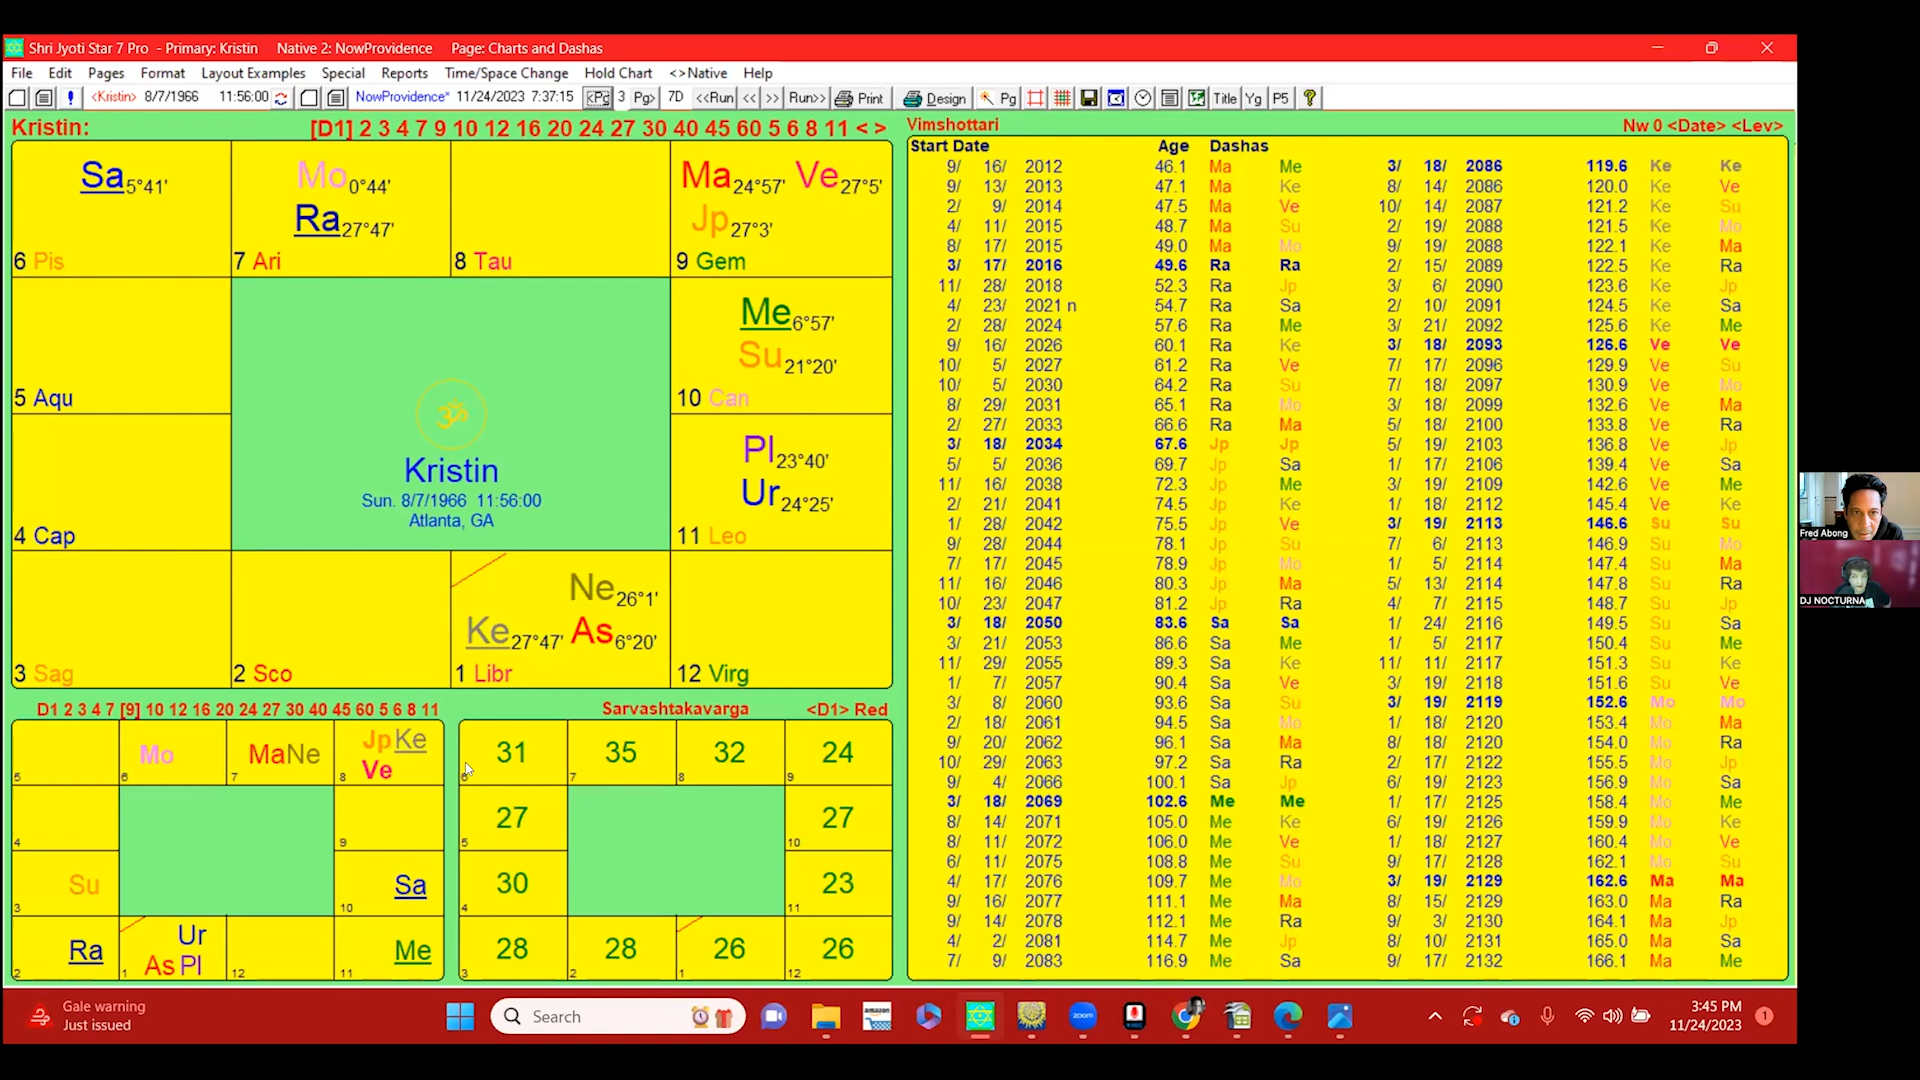 Shri Jyoti Star 7 Pro - Primary: Kristin Native 2: NowProvidence Page: Charts and Dashas
File Edit Pages Format Layout Examples Special Reports Time/Space Change Hold Chart <>Native Help
<Kristin> 8/7/1966 11:56:00 NowProvidence* 11/24/2023 7:37:15 <Pg 3 Pg> 7D <<Run << >> Run>> Print Design Pg Title Yg P5
Kristin: [D1] 2 3 4 7 9 10 12 16 20 24 27 30 40 45 60 5 6 8 11 < >
Sa5°41'
6 Pis
Mo0°44'
Ra27°47'
7 Ari
8 Tau
Ma24°57' Ve27°5'
Jp27°3'
9 Gem
5 Aqu
Me6°57'
Su21°20'
10 Can
4 Cap
Pl23°40'
Ur24°25'
11 Leo
ॐ
Kristin
Sun. 8/7/1966 11:56:00
Atlanta, GA
3 Sag
2 Sco
Ne26°1'
Ke27°47' As6°20'
1 Libr
12 Virg
D1 2 3 4 7 [9] 10 12 16 20 24 27 30 40 45 60 5 6 8 11
5
Mo
6
MaNe
7
JpKe
Ve
8
4
9
Su
3
Sa
10
Ra
2
Ur
As Pl
1
12
Me
11
Sarvashtakavarga <D1> Red
31 35 32 24
6 7 8 9
27 27
5 10
30 23
4 11
28 28 26 26
3 2 1 12
Vimshottari Nw 0 <Date> <Lev>
Start Date Age Dashas
9/ 16/ 2012 46.1 Ma Me 3/ 18/ 2086 119.6 Ke Ke
9/ 13/ 2013 47.1 Ma Ke 8/ 14/ 2086 120.0 Ke Ve
2/ 9/ 2014 47.5 Ma Ve 10/ 14/ 2087 121.2 Ke Su
4/ 11/ 2015 48.7 Ma Su 2/ 19/ 2088 121.5 Ke Mo
8/ 17/ 2015 49.0 Ma Mo 9/ 19/ 2088 122.1 Ke Ma
3/ 17/ 2016 49.6 Ra Ra 2/ 15/ 2089 122.5 Ke Ra
11/ 28/ 2018 52.3 Ra Jp 3/ 6/ 2090 123.6 Ke Jp
4/ 23/ 2021 n 54.7 Ra Sa 2/ 10/ 2091 124.5 Ke Sa
2/ 28/ 2024 57.6 Ra Me 3/ 21/ 2092 125.6 Ke Me
9/ 16/ 2026 60.1 Ra Ke 3/ 18/ 2093 126.6 Ve Ve
10/ 5/ 2027 61.2 Ra Ve 7/ 17/ 2096 129.9 Ve Su
10/ 5/ 2030 64.2 Ra Su 7/ 18/ 2097 130.9 Ve Mo
8/ 29/ 2031 65.1 Ra Mo 3/ 18/ 2099 132.6 Ve Ma
2/ 27/ 2033 66.6 Ra Ma 5/ 18/ 2100 133.8 Ve Ra
3/ 18/ 2034 67.6 Jp Jp 5/ 19/ 2103 136.8 Ve Jp
5/ 5/ 2036 69.7 Jp Sa 1/ 17/ 2106 139.4 Ve Sa
11/ 16/ 2038 72.3 Jp Me 3/ 19/ 2109 142.6 Ve Me
2/ 21/ 2041 74.5 Jp Ke 1/ 18/ 2112 145.4 Ve Ke
1/ 28/ 2042 75.5 Jp Ve 3/ 19/ 2113 146.6 Su Su
9/ 28/ 2044 78.1 Jp Su 7/ 6/ 2113 146.9 Su Mo
7/ 17/ 2045 78.9 Jp Mo 1/ 5/ 2114 147.4 Su Ma
11/ 16/ 2046 80.3 Jp Ma 5/ 13/ 2114 147.8 Su Ra
10/ 23/ 2047 81.2 Jp Ra 4/ 7/ 2115 148.7 Su Jp
3/ 18/ 2050 83.6 Sa Sa 1/ 24/ 2116 149.5 Su Sa
3/ 21/ 2053 86.6 Sa Me 1/ 5/ 2117 150.4 Su Me
11/ 29/ 2055 89.3 Sa Ke 11/ 11/ 2117 151.3 Su Ke
1/ 7/ 2057 90.4 Sa Ve 3/ 19/ 2118 151.6 Su Ve
3/ 8/ 2060 93.6 Sa Su 3/ 19/ 2119 152.6 Mo Mo
2/ 18/ 2061 94.5 Sa Mo 1/ 18/ 2120 153.4 Mo Ma
9/ 20/ 2062 96.1 Sa Ma 8/ 18/ 2120 154.0 Mo Ra
10/ 29/ 2063 97.2 Sa Ra 2/ 17/ 2122 155.5 Mo Jp
9/ 4/ 2066 100.1 Sa Jp 6/ 19/ 2123 156.9 Mo Sa
3/ 18/ 2069 102.6 Me Me 1/ 17/ 2125 158.4 Mo Me
8/ 14/ 2071 105.0 Me Ke 6/ 19/ 2126 159.9 Mo Ke
8/ 11/ 2072 106.0 Me Ve 1/ 18/ 2127 160.4 Mo Ve
6/ 11/ 2075 108.8 Me Su 9/ 17/ 2128 162.1 Mo Su
4/ 17/ 2076 109.7 Me Mo 3/ 19/ 2129 162.6 Ma Ma
9/ 16/ 2077 111.1 Me Ma 8/ 15/ 2129 163.0 Ma Ra
9/ 14/ 2078 112.1 Me Ra 9/ 3/ 2130 164.1 Ma Jp
4/ 2/ 2081 114.7 Me Jp 8/ 10/ 2131 165.0 Ma Sa
7/ 9/ 2083 116.9 Me Sa 9/ 17/ 2132 166.1 Ma Me
Fred Abong
DJ NOCTURNA
Gale warning
Just issued
Search
amazon
zoom
3:45 PM
11/24/2023
1